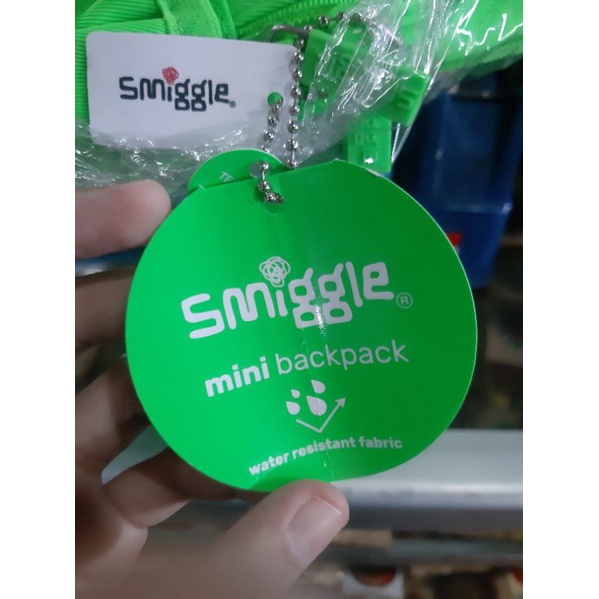 Smiggle®
Smiggle®
mini backpack
water resistant fabric